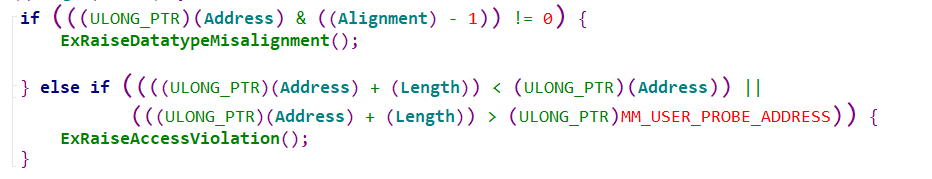 if (((ULONG_PTR)(Address) & ((Alignment) - 1)) != 0) {
    ExRaiseDatatypeMisalignment();
} else if ((((ULONG_PTR)(Address) + (Length)) < (ULONG_PTR)(Address)) ||
           (((ULONG_PTR)(Address) + (Length)) > (ULONG_PTR)MM_USER_PROBE_ADDRESS)) {
    ExRaiseAccessViolation();
}